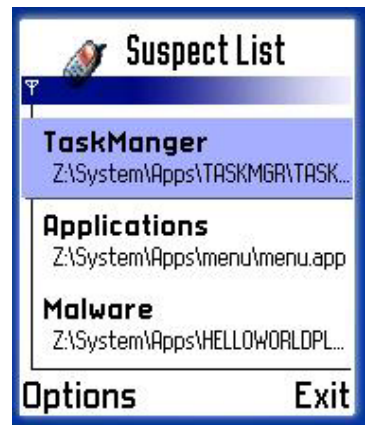 Suspect List
TaskManger
Z:\System\Apps\TASKMGR\TASK...
Applications
Z:\System\Apps\menu\menu.app
Malware
Z:\System\Apps\HELLOWORLDPL...
Options Exit